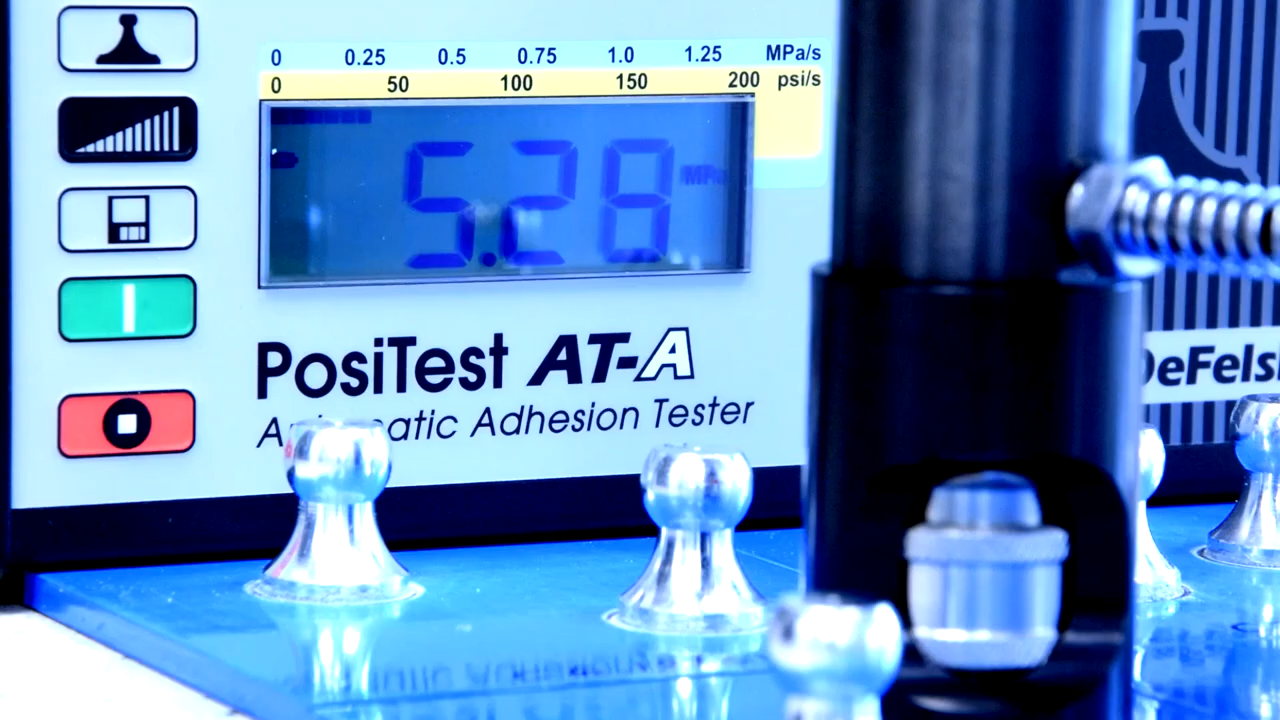 0 0.25 0.5 0.75 1.0 1.25 MPa/s
0 50 100 150 200 psi/s
5.28 MPa
PosiTest AT-A
Adhesion Tester
DeFels